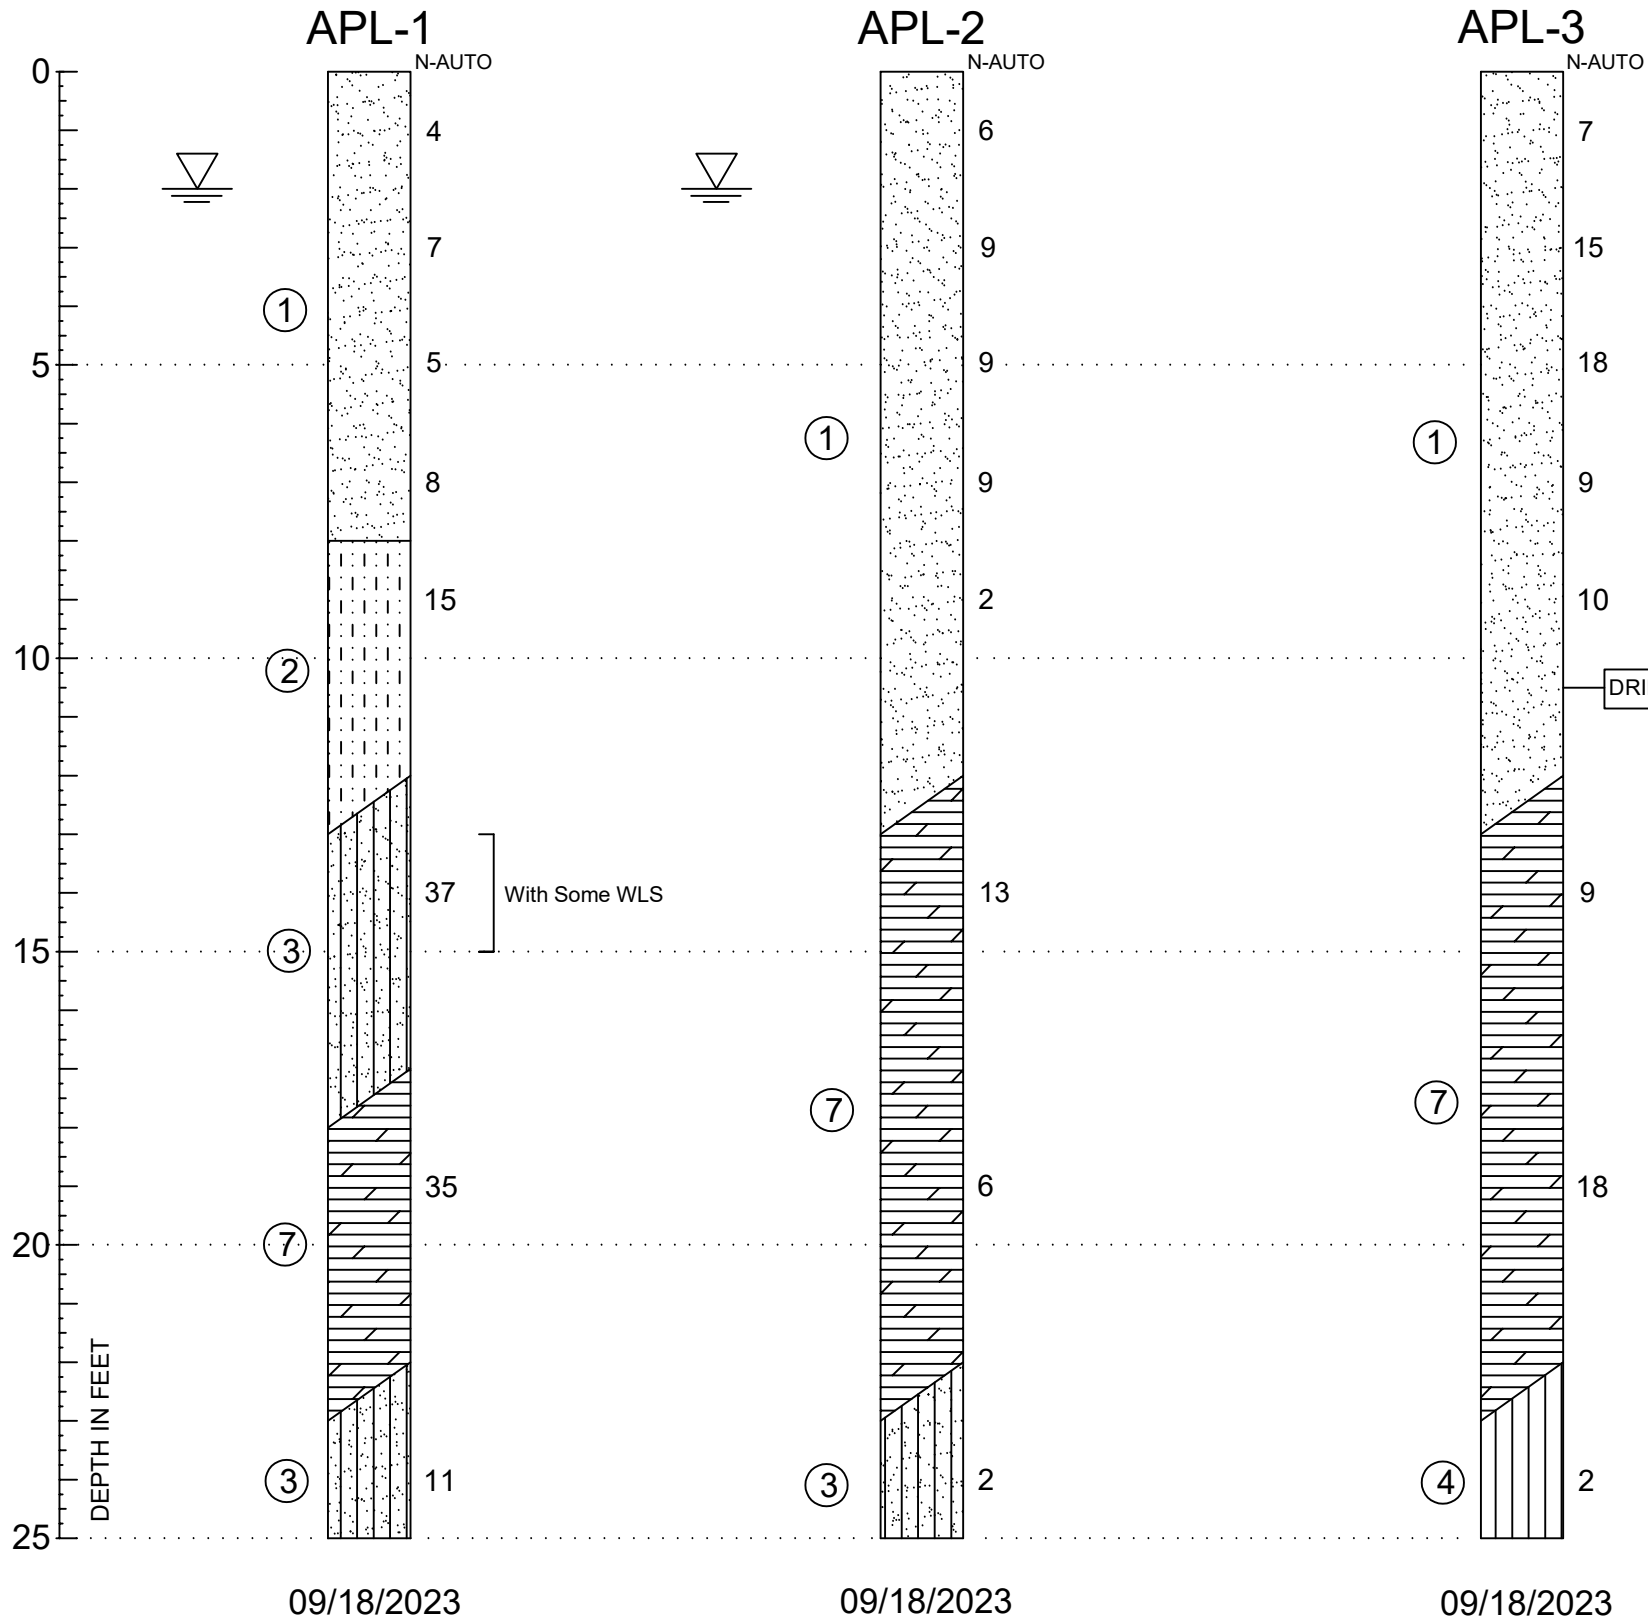 APL-1 APL-2 APL-3
N-AUTO N-AUTO N-AUTO
0
4 6 7
7 9 15
1
5 5 9 18
1 1
8 9 9
15 2 10
10 2
DRI
37 With Some WLS 13 9
15 3
7 7
35 6 18
20 7
DEPTH IN FEET
3 11 3 2 4 2
25
09/18/2023 09/18/2023 09/18/2023